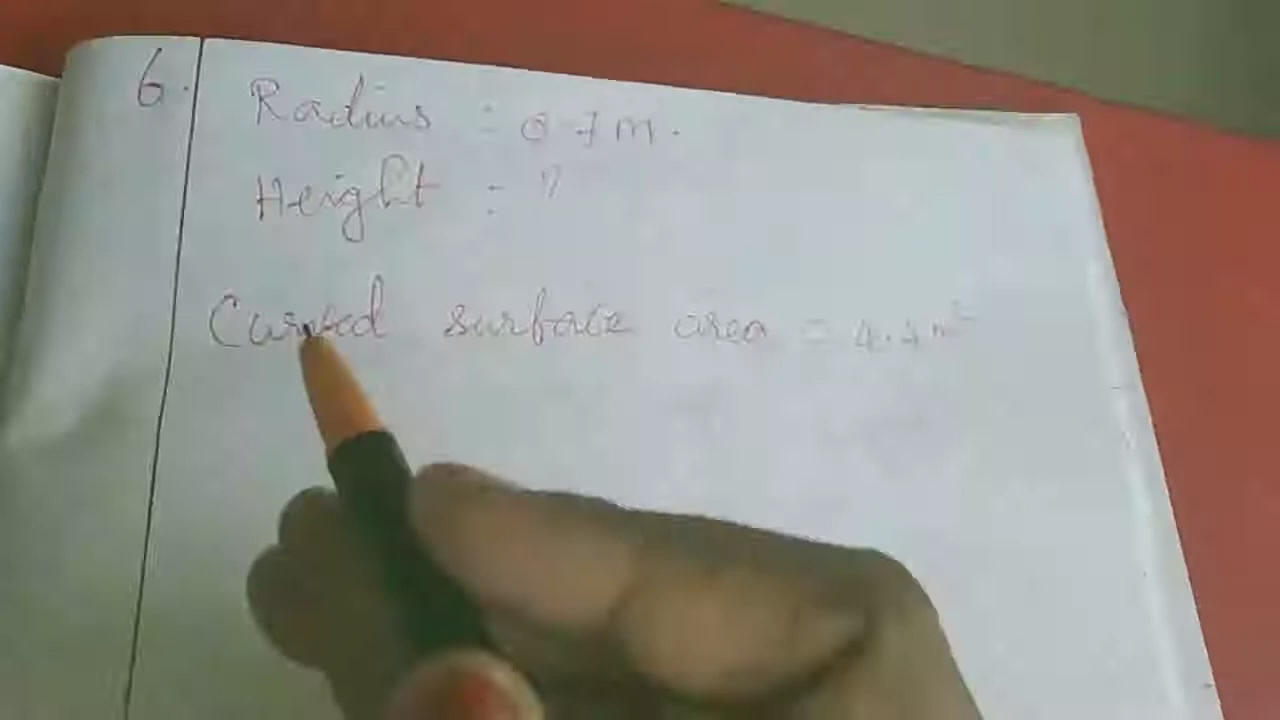 6. Radius : 0.7m.
Height : ?
Curved surface area = 4.4m²